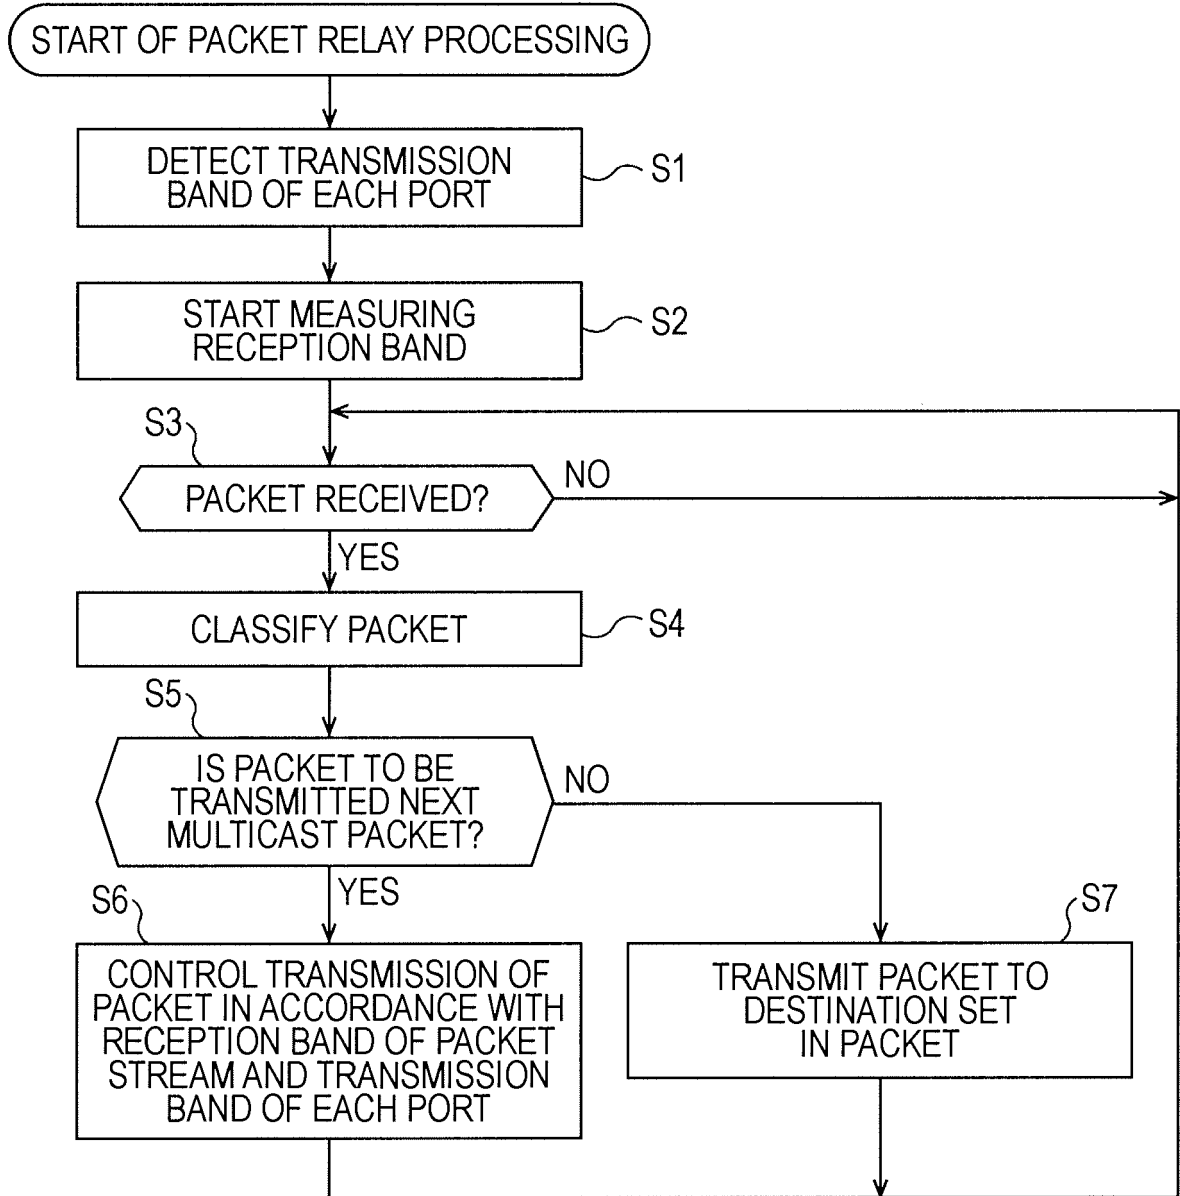 START OF PACKET RELAY PROCESSING
DETECT TRANSMISSION
BAND OF EACH PORT
S1
START MEASURING
RECEPTION BAND
S2
S3
PACKET RECEIVED?
NO
YES
CLASSIFY PACKET
S4
S5
IS PACKET TO BE
TRANSMITTED NEXT
MULTICAST PACKET?
NO
YES
S6
CONTROL TRANSMISSION OF
PACKET IN ACCORDANCE WITH
RECEPTION BAND OF PACKET
STREAM AND TRANSMISSION
BAND OF EACH PORT
S7
TRANSMIT PACKET TO
DESTINATION SET
IN PACKET